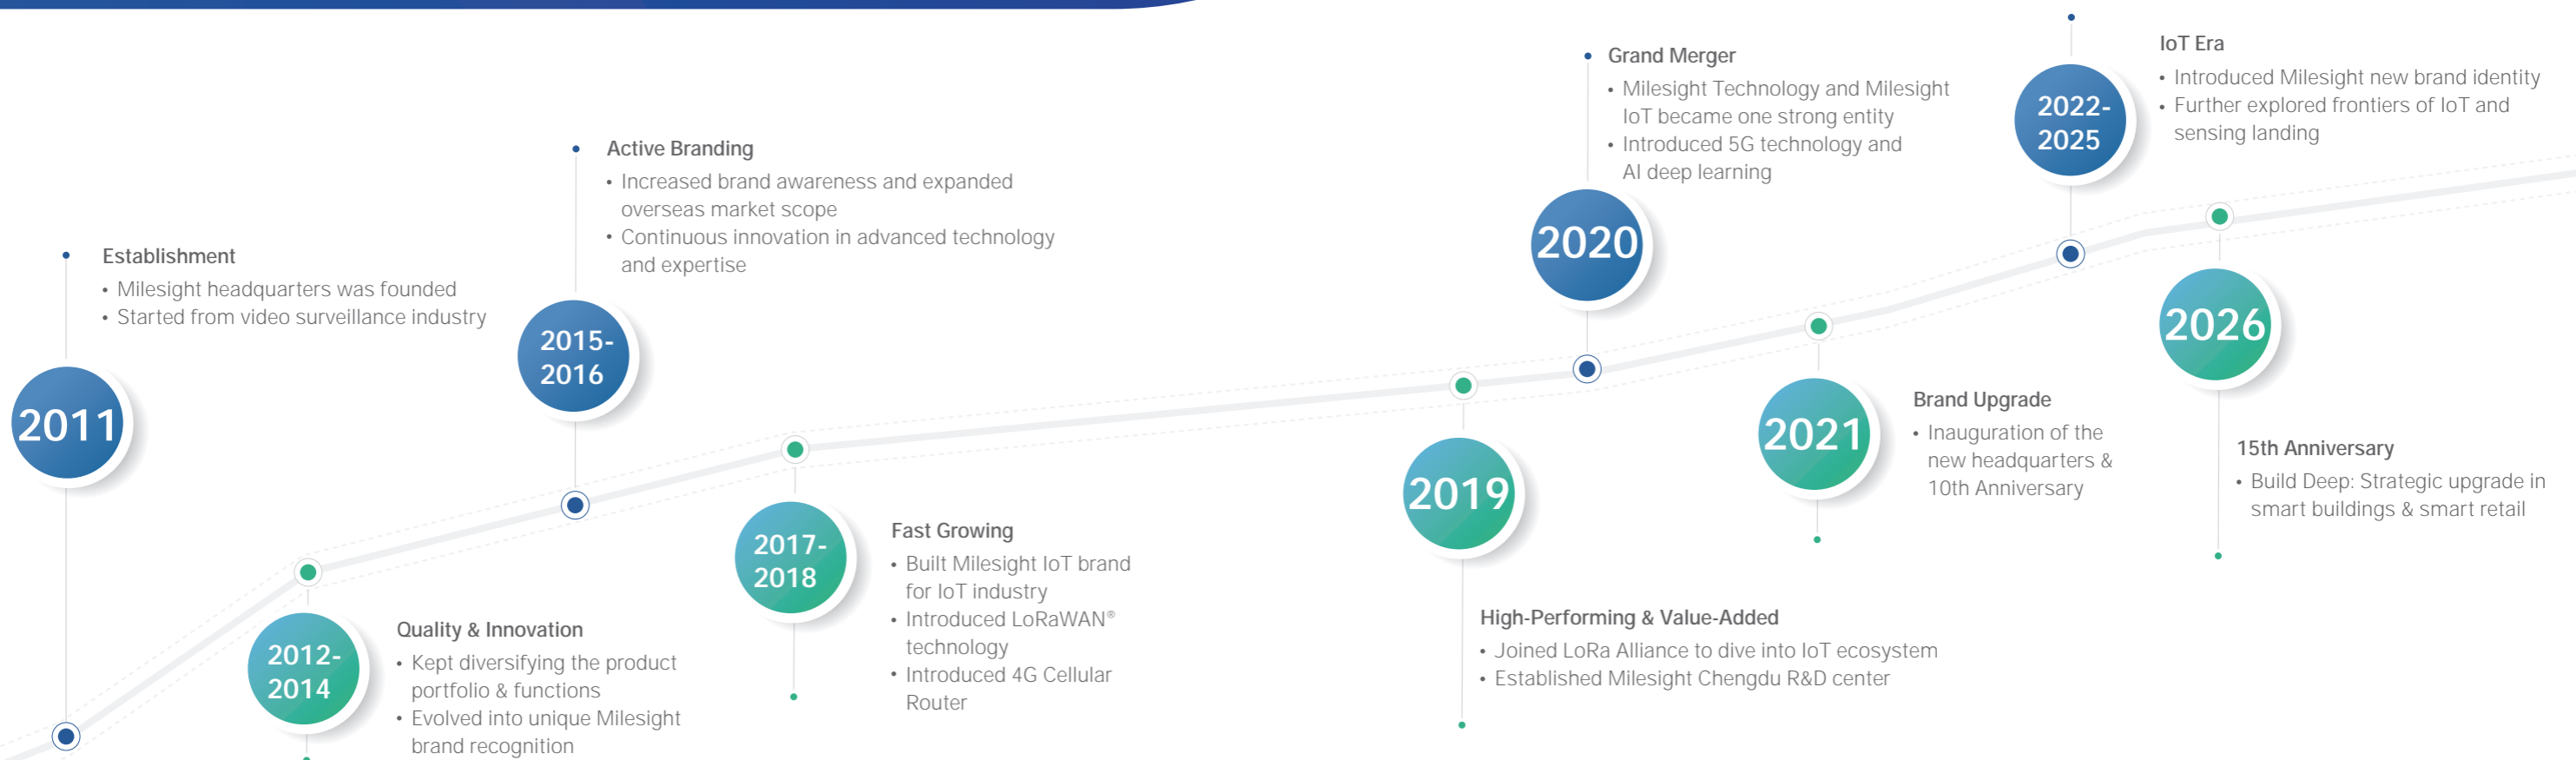 2011
Establishment
• Milesight headquarters was founded
• Started from video surveillance industry
2012-
2014
Quality & Innovation
• Kept diversifying the product
portfolio & functions
• Evolved into unique Milesight
brand recognition
2015-
2016
Active Branding
• Increased brand awareness and expanded
overseas market scope
• Continuous innovation in advanced technology
and expertise
2017-
2018
Fast Growing
• Built Milesight IoT brand
for IoT industry
• Introduced LoRaWAN®
technology
• Introduced 4G Cellular
Router
2019
High-Performing & Value-Added
• Joined LoRa Alliance to dive into IoT ecosystem
• Established Milesight Chengdu R&D center
2020
Grand Merger
• Milesight Technology and Milesight
IoT became one strong entity
• Introduced 5G technology and
AI deep learning
2021
Brand Upgrade
• Inauguration of the
new headquarters &
10th Anniversary
2022-
2025
IoT Era
• Introduced Milesight new brand identity
• Further explored frontiers of IoT and
sensing landing
2026
15th Anniversary
• Build Deep: Strategic upgrade in
smart buildings & smart retail